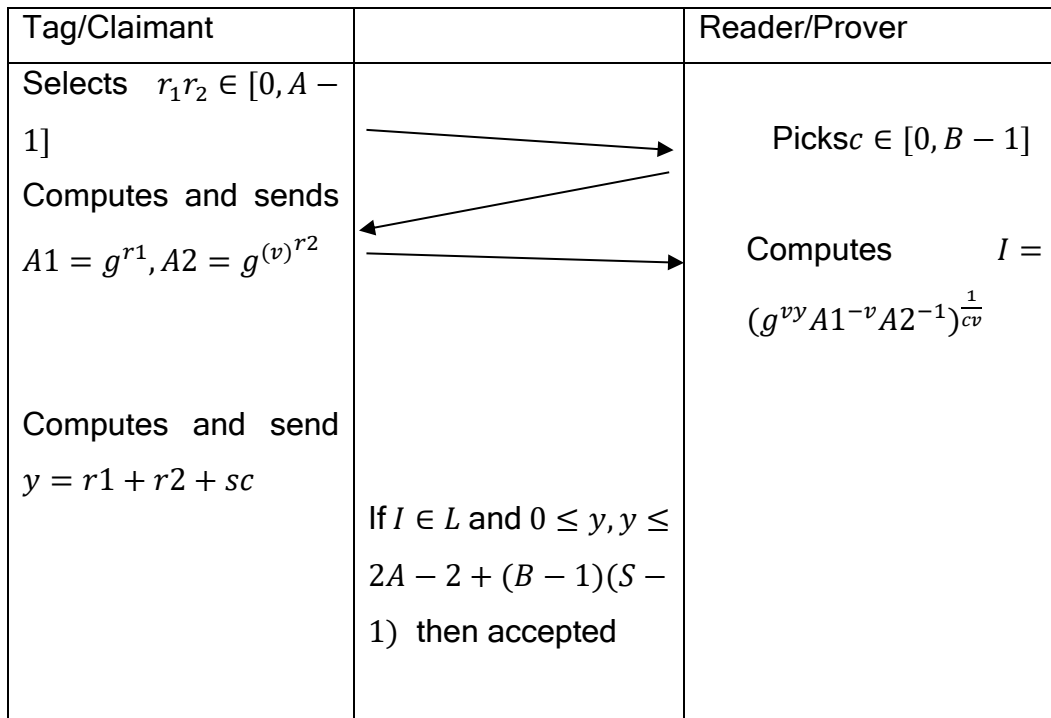 Tag/Claimant
Reader/Prover
Selects r₁r₂ ∈ [0, A −
1]
Computes and sends
A1 = g^{r1}, A2 = g^{(v)^{r2}}
Computes and send
y = r1 + r2 + sc
If I ∈ L and 0 ≤ y, y ≤
2A − 2 + (B − 1)(S −
1) then accepted
Picksc ∈ [0, B − 1]
Computes I =
(g^{vy}A1^{−v}A2^{−1})^{\frac{1}{cv}}